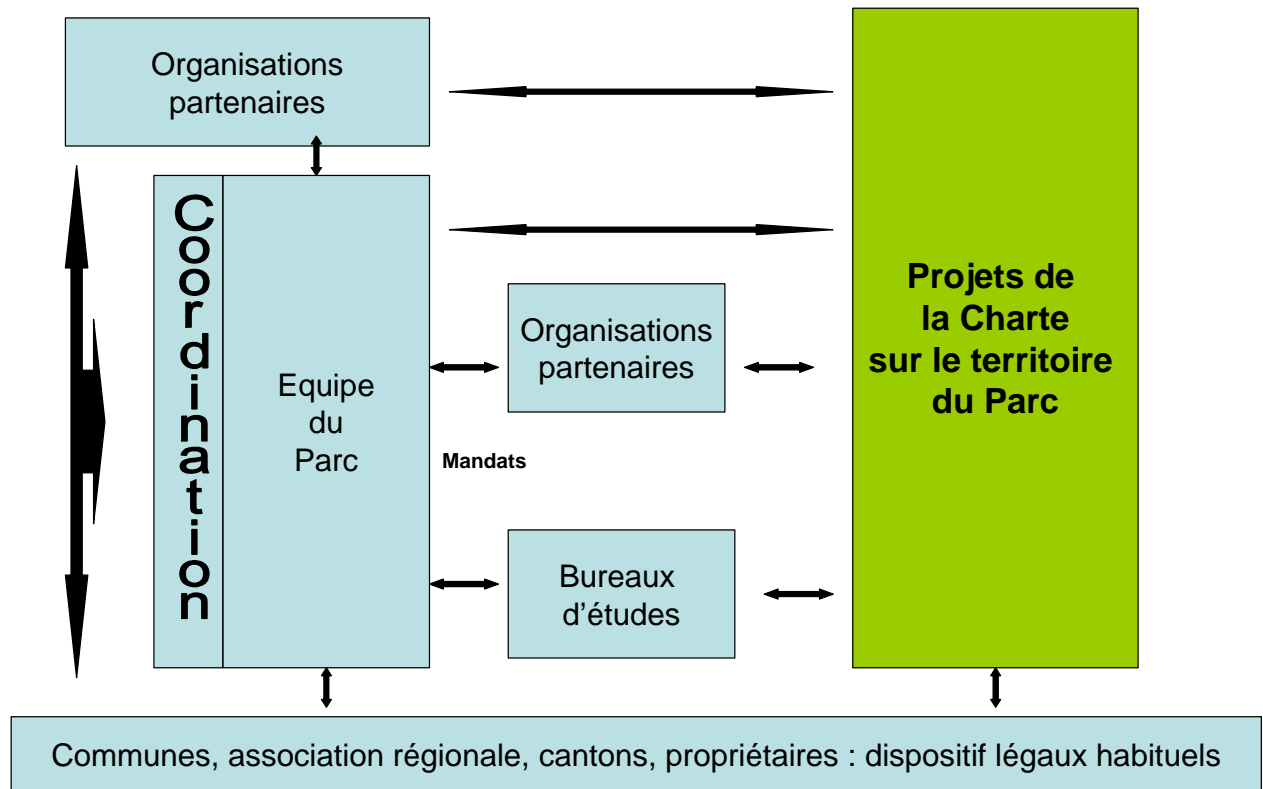 Organisations
partenaires
Coordination
Equipe
du
Parc
Organisations
partenaires
Mandats
Bureaux
d’études
Projets de
la Charte
sur le territoire
du Parc
Communes, association régionale, cantons, propriétaires : dispositif légaux habituels